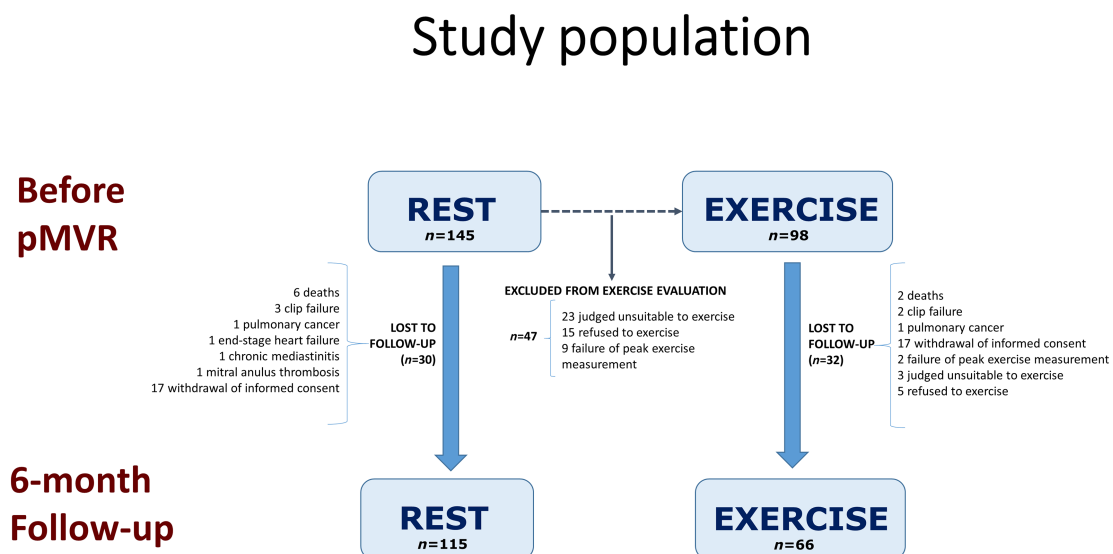 Study population
Before
pMVR
REST
n=145
EXERCISE
n=98
6 deaths
3 clip failure
1 pulmonary cancer
1 end-stage heart failure
1 chronic mediastinitis
1 mitral anulus thrombosis
17 withdrawal of informed consent
LOST TO
FOLLOW-UP
(n=30)
EXCLUDED FROM EXERCISE EVALUATION
n=47
23 judged unsuitable to exercise
15 refused to exercise
9 failure of peak exercise
measurement
LOST TO
FOLLOW-UP
(n=32)
2 deaths
2 clip failure
1 pulmonary cancer
17 withdrawal of informed consent
2 failure of peak exercise measurement
3 judged unsuitable to exercise
5 refused to exercise
6-month
Follow-up
REST
n=115
EXERCISE
n=66